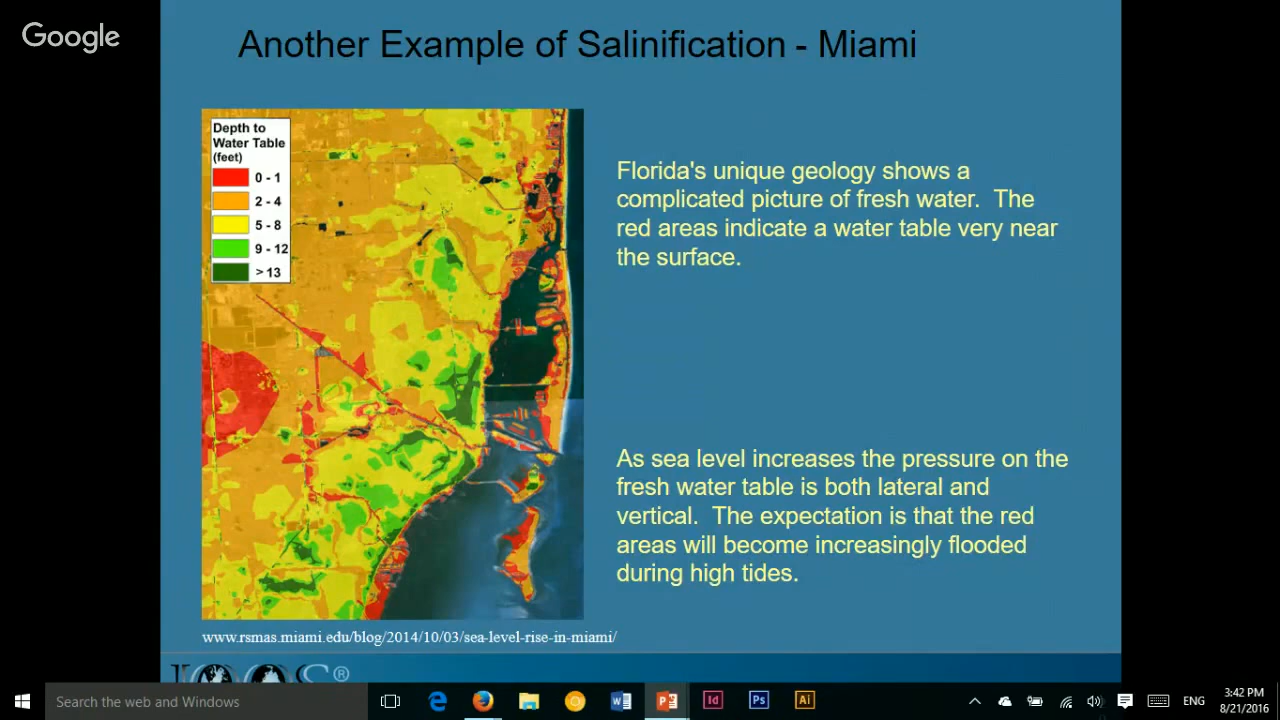 Google
Another Example of Salinification - Miami
Depth to
Water Table
(feet)
0 - 1
2 - 4
5 - 8
9 - 12
> 13
Florida's unique geology shows a
complicated picture of fresh water.  The
red areas indicate a water table very near
the surface.
As sea level increases the pressure on the
fresh water table is both lateral and
vertical.  The expectation is that the red
areas will become increasingly flooded
during high tides.
www.rsmas.miami.edu/blog/2014/10/03/sea-level-rise-in-miami/
IOOS®
Search the web and Windows
Id
Ps
Ai
ENG
3:42 PM
8/21/2016